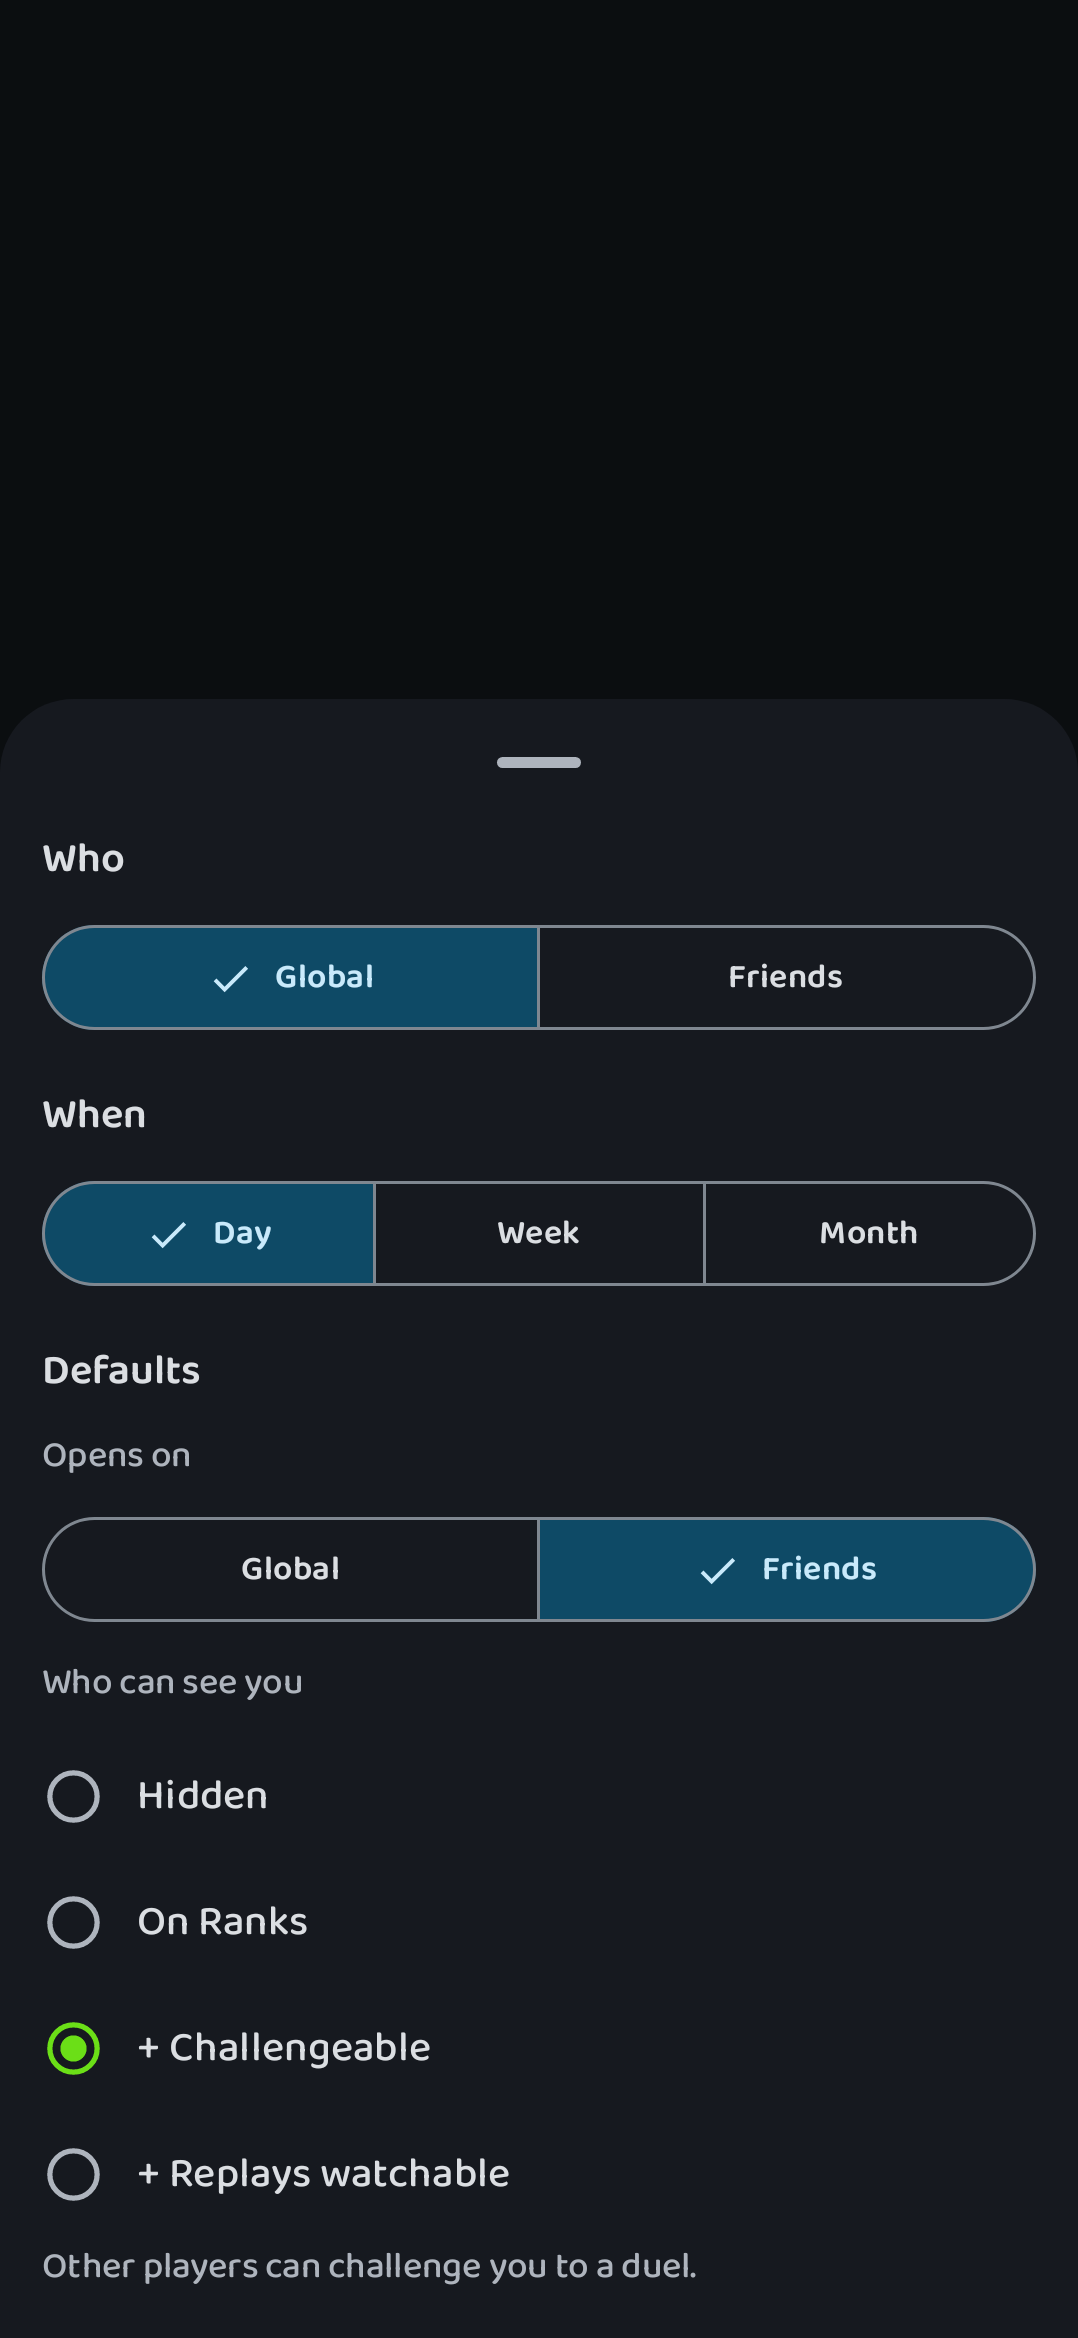 Who
Global
Friends
When
Day
Week
Month
Defaults
Opens on
Global
Friends
Who can see you
Hidden
On Ranks
+ Challengeable
+ Replays watchable
Other players can challenge you to a duel.